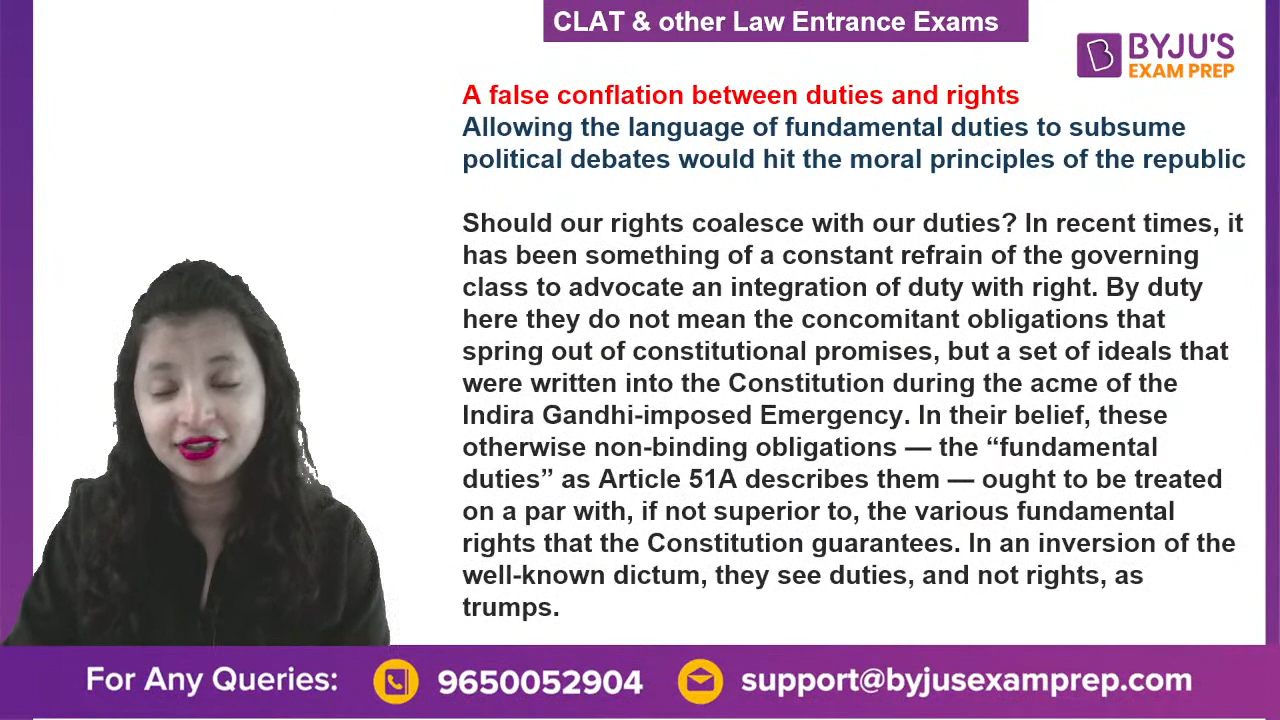 CLAT & other Law Entrance Exams
BYJU'S
EXAM PREP
A false conflation between duties and rights
Allowing the language of fundamental duties to subsume
political debates would hit the moral principles of the republic
Should our rights coalesce with our duties? In recent times, it
has been something of a constant refrain of the governing
class to advocate an integration of duty with right. By duty
here they do not mean the concomitant obligations that
spring out of constitutional promises, but a set of ideals that
were written into the Constitution during the acme of the
Indira Gandhi-imposed Emergency. In their belief, these
otherwise non-binding obligations — the “fundamental
duties” as Article 51A describes them — ought to be treated
on a par with, if not superior to, the various fundamental
rights that the Constitution guarantees. In an inversion of the
well-known dictum, they see duties, and not rights, as
trumps.
For Any Queries: 9650052904 support@byjusexamprep.com